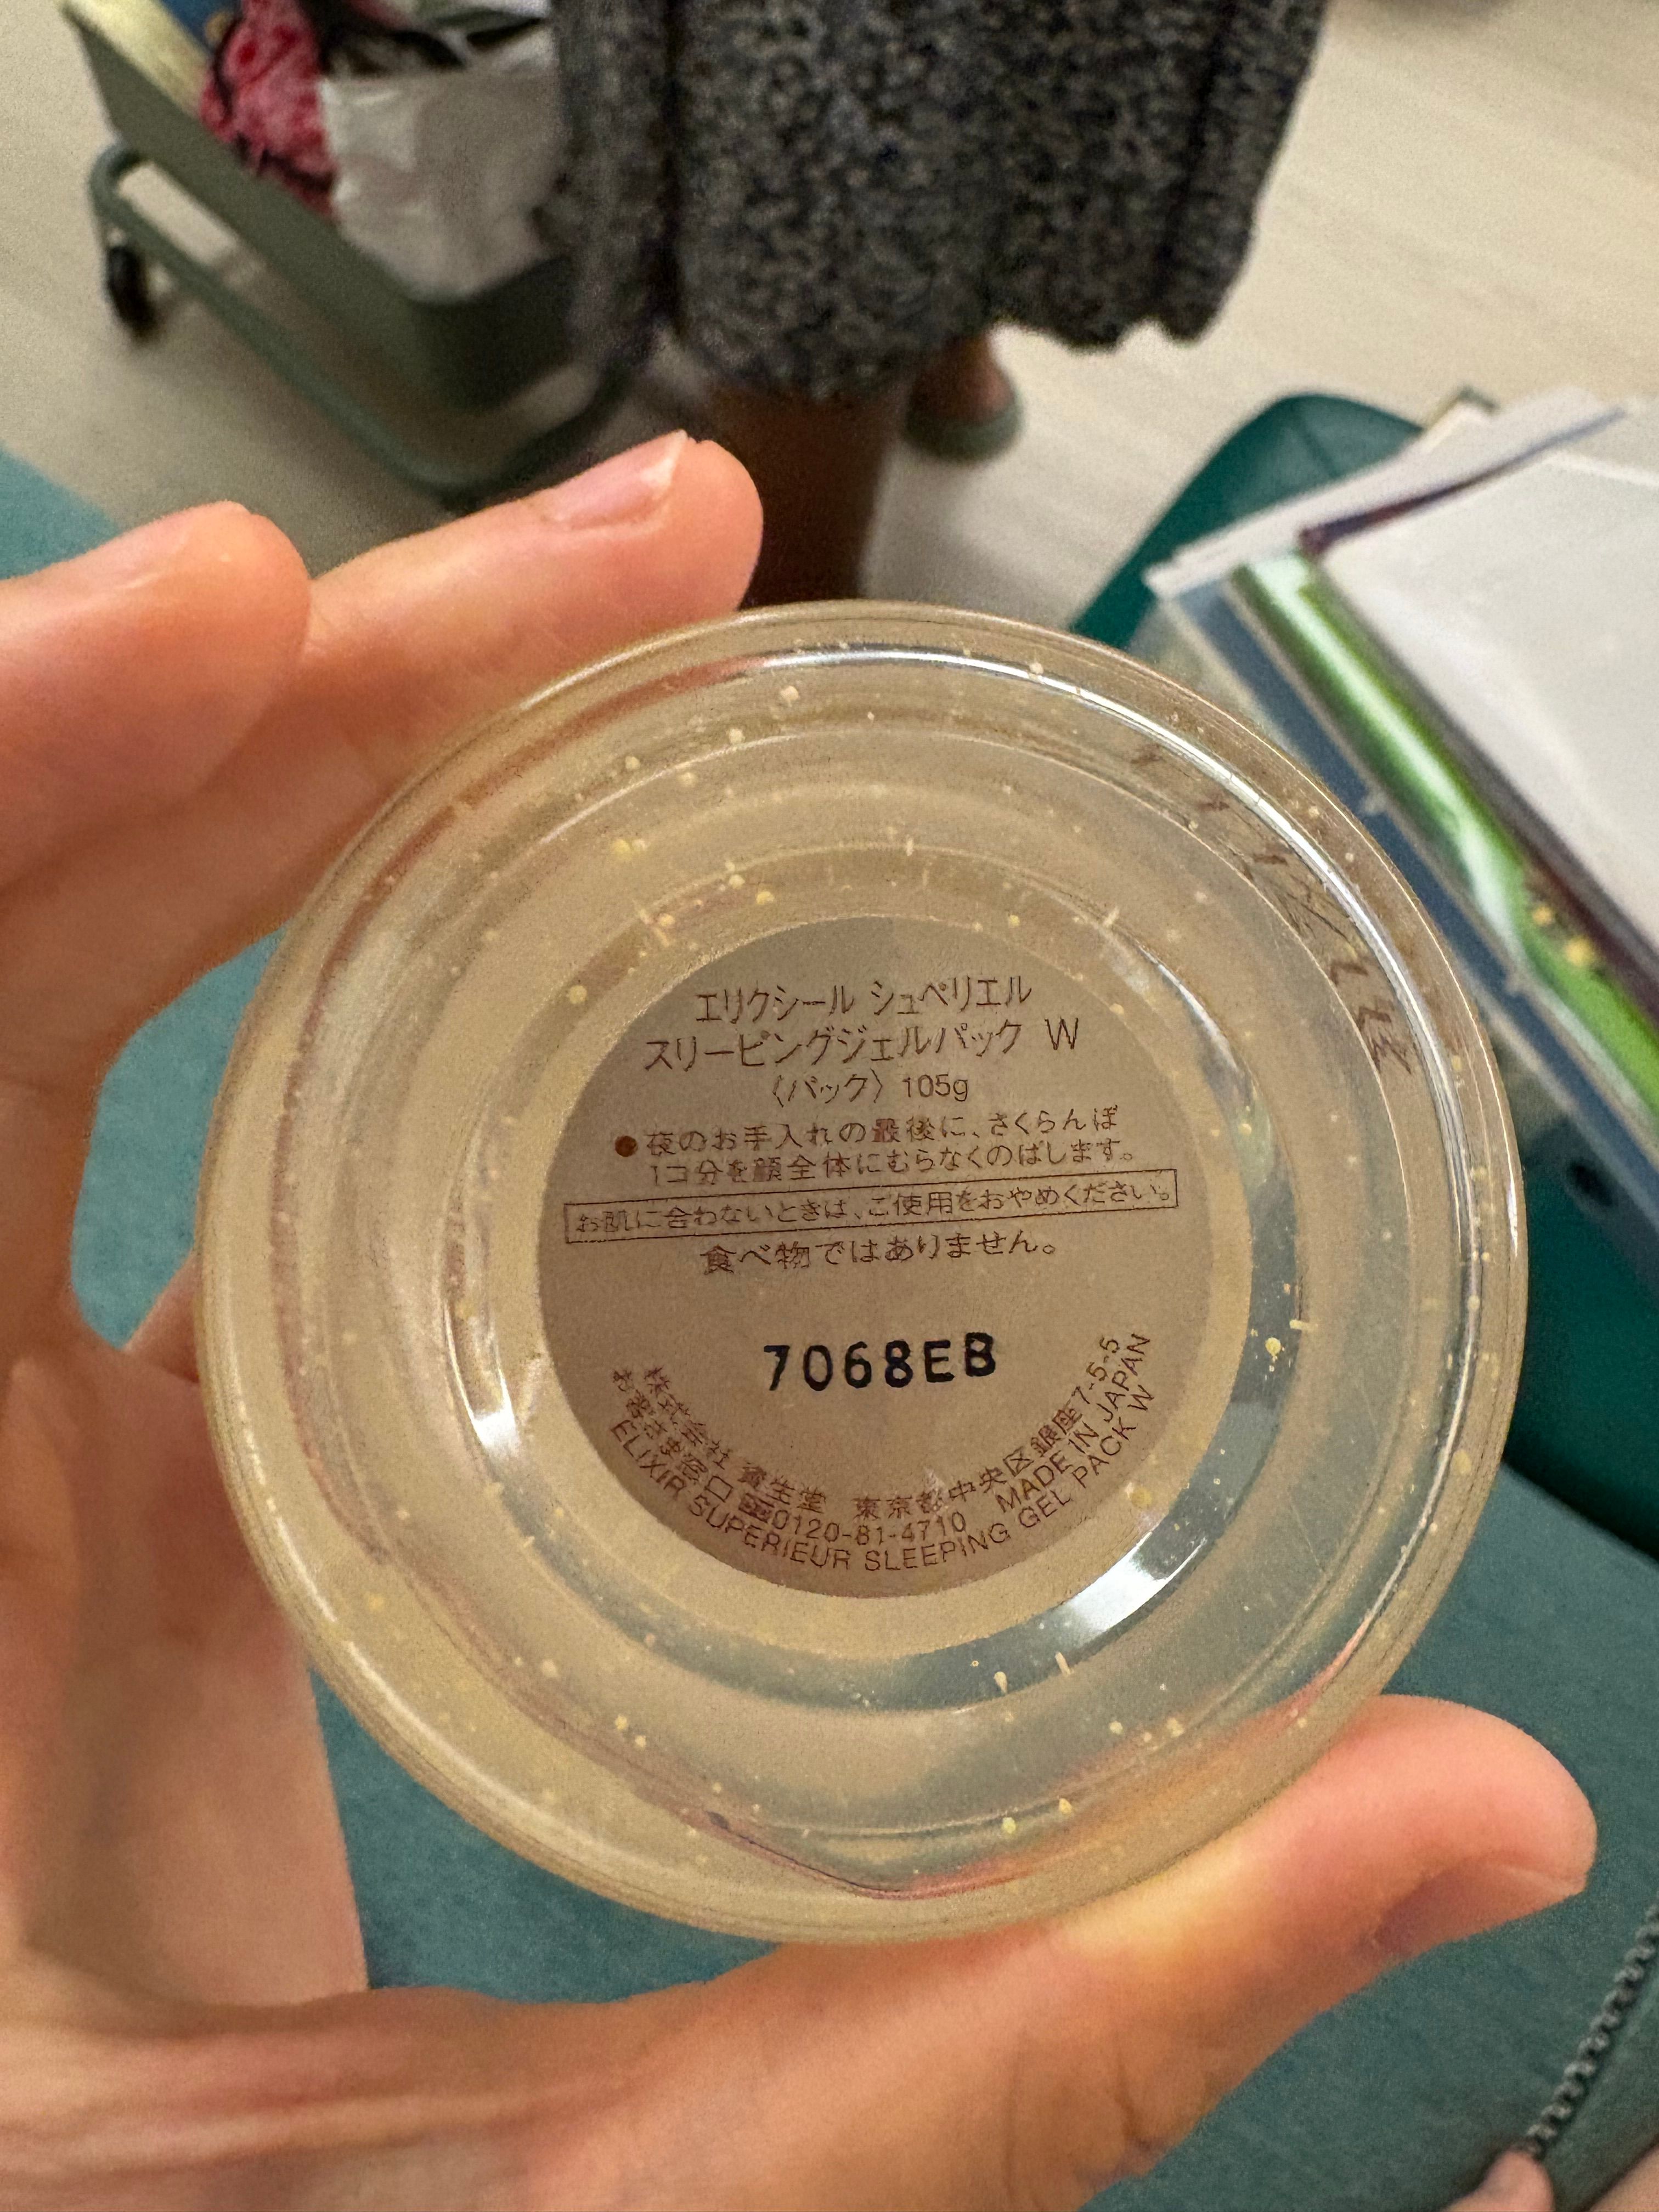 エリクシール シュペリエル
スリーピングジェルパック W
〈パック〉 105g
●夜のお手入れの最後に、さくらんぼ
1コ分を顔全体にむらなくのばします。
お肌に合わないときは、ご使用をおやめください。
食べ物ではありません。
7068EB
株式会社 資生堂 東京都中央区銀座7-5-5
お客さま窓口 0120-81-4710 MADE IN JAPAN
ELIXIR SUPERIEUR SLEEPING GEL PACK W